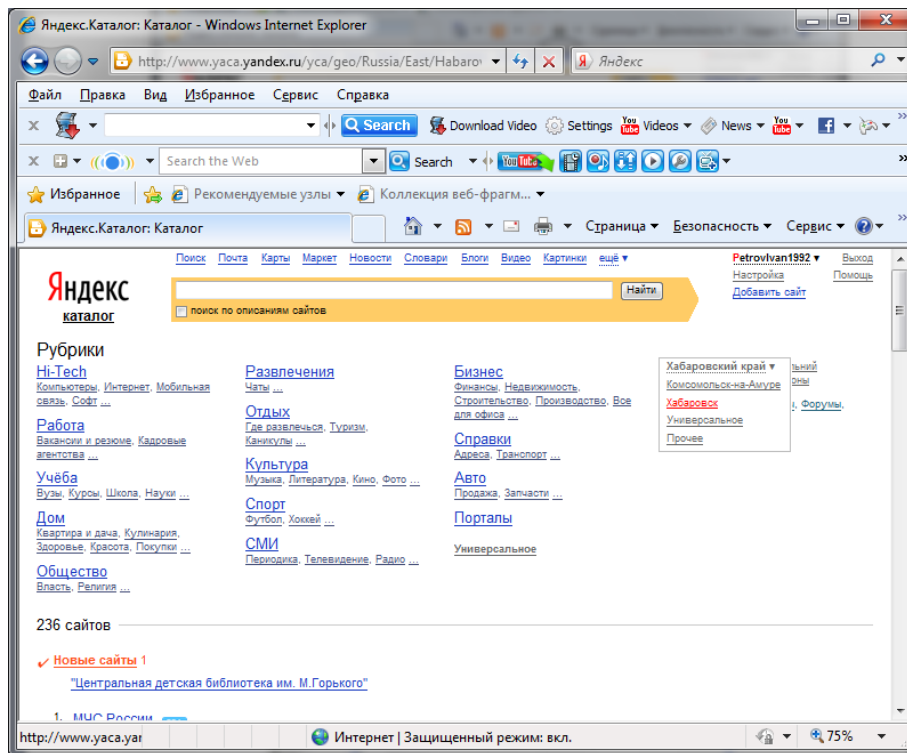 Яндекс.Каталог: Каталог - Windows Internet Explorer
http://www.yaca.yandex.ru/yca/geo/Russia/East/Habarov Яндекс
Файл Правка Вид Избранное Сервис Справка
Search Download Video Settings You Tube Videos News You Tube f
Search the Web Search You Tube
Избранное Рекомендуемые узлы Коллекция веб-фрагм...
Яндекс.Каталог: Каталог Страница Безопасность Сервис
Поиск Почта Карты Маркет Новости Словари Блоги Видео Картинки ещё PetrovIvan1992 Выход
Настройка Помощь
Яндекс Найти Добавить сайт
каталог поиск по описаниям сайтов
Рубрики
Hi-Tech
Компьютеры, Интернет, Мобильная
связь, Софт ...
Работа
Вакансии и резюме, Кадровые
агентства ...
Учёба
Вузы, Курсы, Школа, Науки ...
Дом
Квартира и дача, Кулинария,
Здоровье, Красота, Покупки ...
Общество
Власть, Религия ...
Развлечения
Чаты ...
Отдых
Где развлечься, Туризм,
Каникулы ...
Культура
Музыка, Литература, Кино, Фото ...
Спорт
Футбол, Хоккей ...
СМИ
Периодика, Телевидение, Радио ...
Бизнес
Финансы, Недвижимость,
Строительство, Производство, Все
для офиса ...
Справки
Адреса, Транспорт ...
Авто
Продажа, Запчасти ...
Порталы
Универсальное
Хабаровский край
Комсомольск-на-Амуре
Хабаровск
Универсальное
Прочее
Форумы,
236 сайтов
Новые сайты 1
"Центральная детская библиотека им. М.Горького"
1. МЧС России
http://www.yaca.yar Интернет | Защищенный режим: вкл. 75%